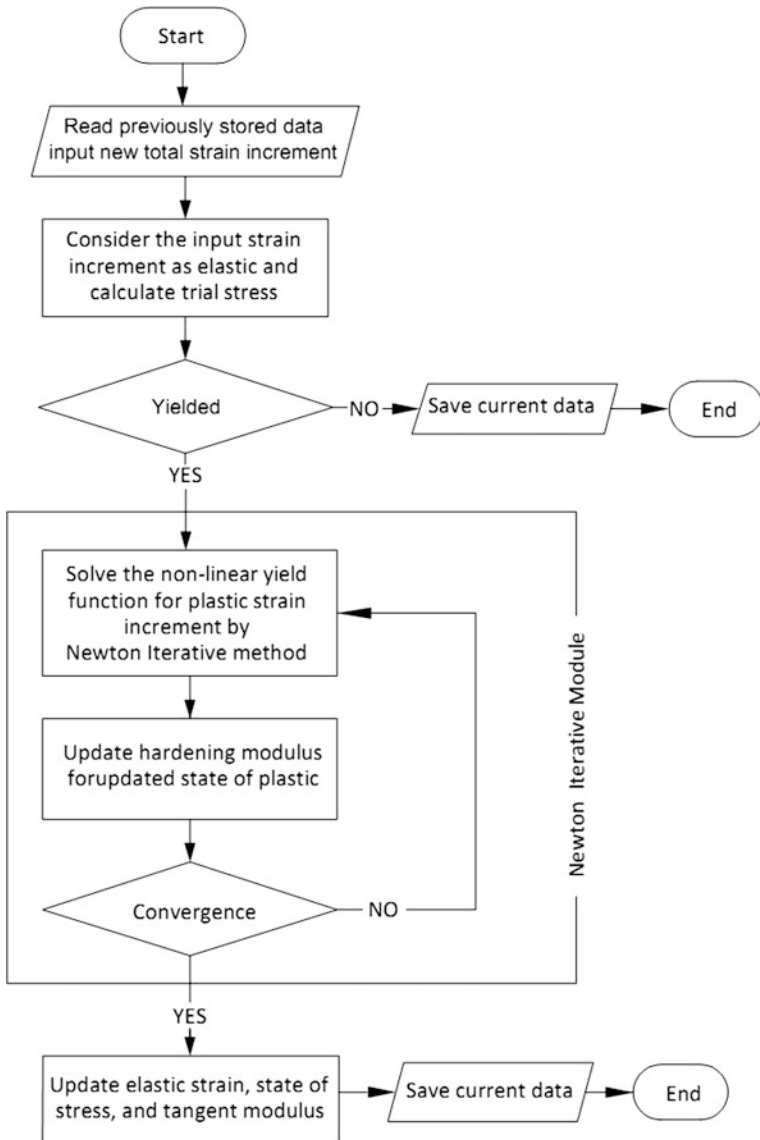 Start
Read previously stored data
input new total strain increment
Consider the input strain
increment as elastic and
calculate trial stress
Yielded
NO
Save current data
End
YES
Solve the non-linear yield
function for plastic strain
increment by
Newton Iterative method
Update hardening modulus
forupdated state of plastic
Convergence
NO
Newton Iterative Module
YES
Update elastic strain, state of
stress, and tangent modulus
Save current data
End